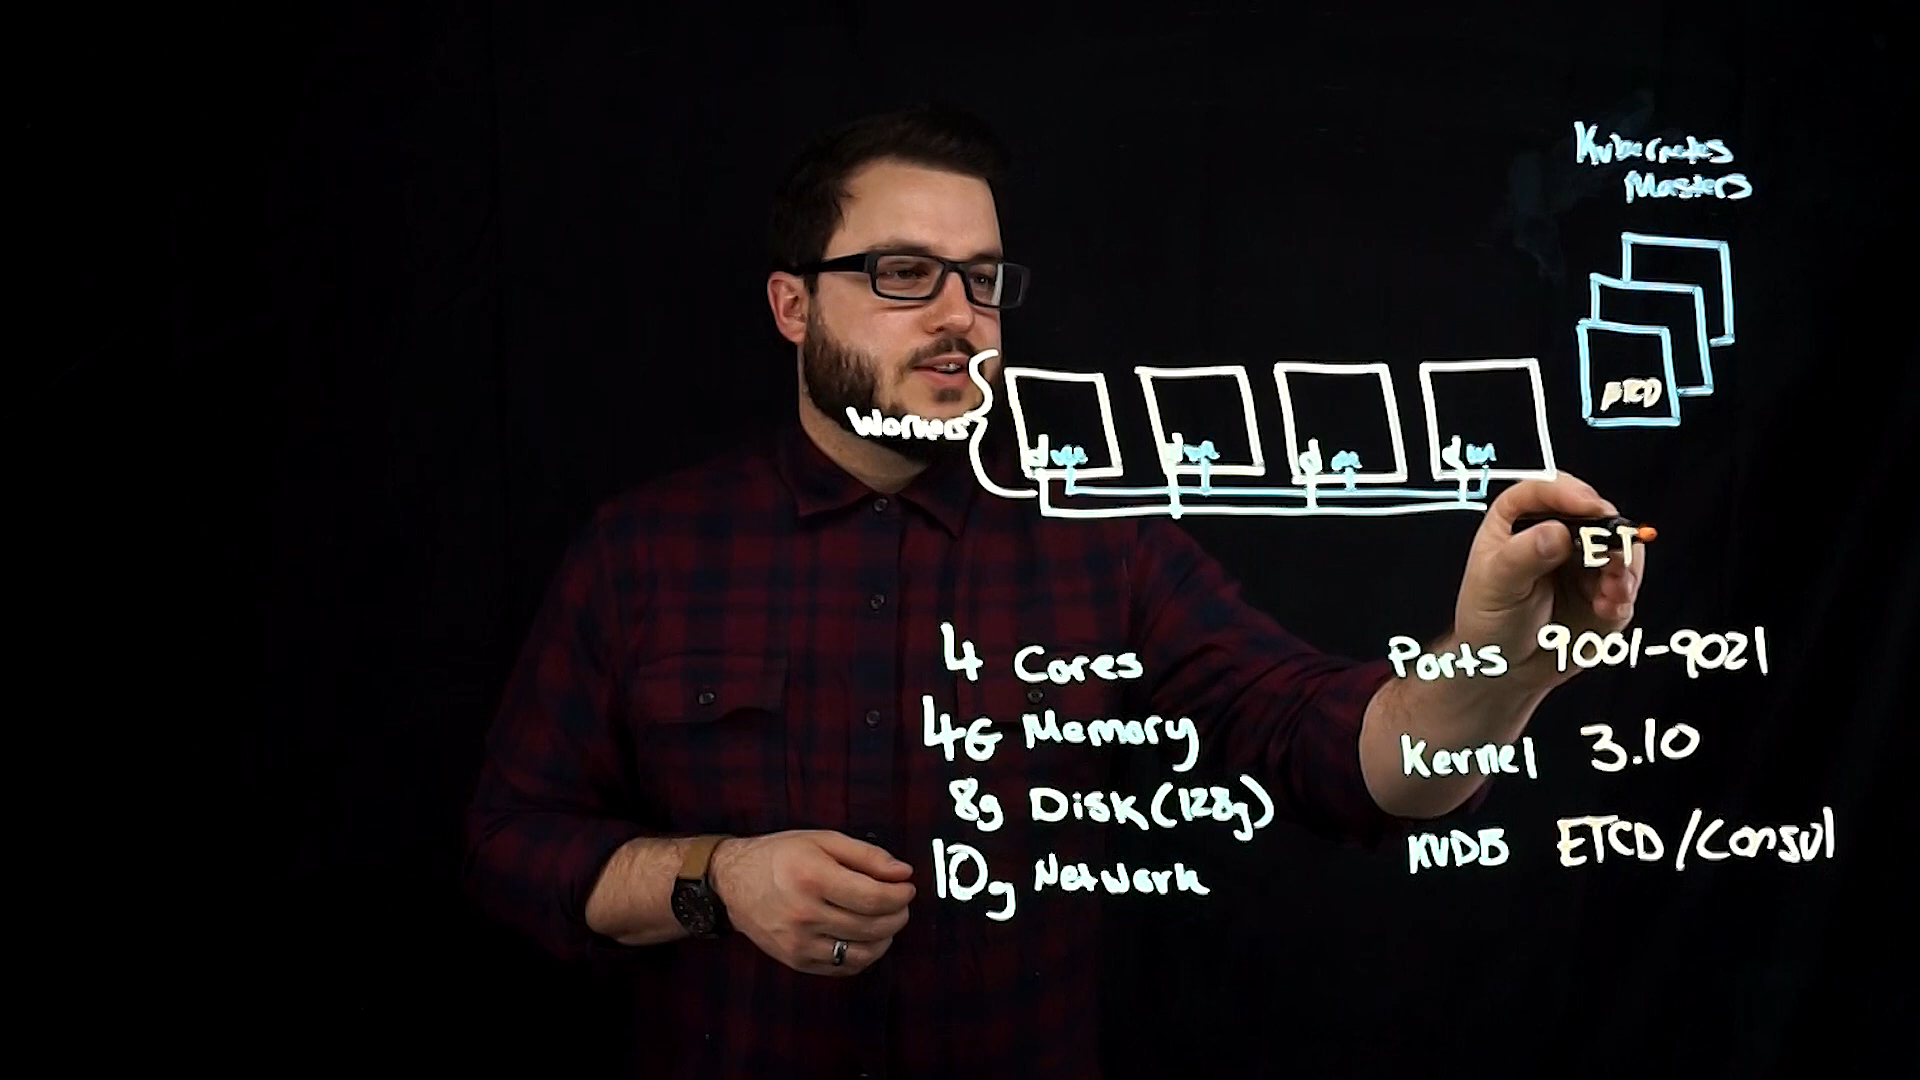 Kubernetes
Masters
ETCD
Workers
d m
d m
d m
d m
ET
4 Cores
4G Memory
8g Disk (128g)
10g Network
Ports 9001-9021
Kernel 3.10
KVDB ETCD/Consul